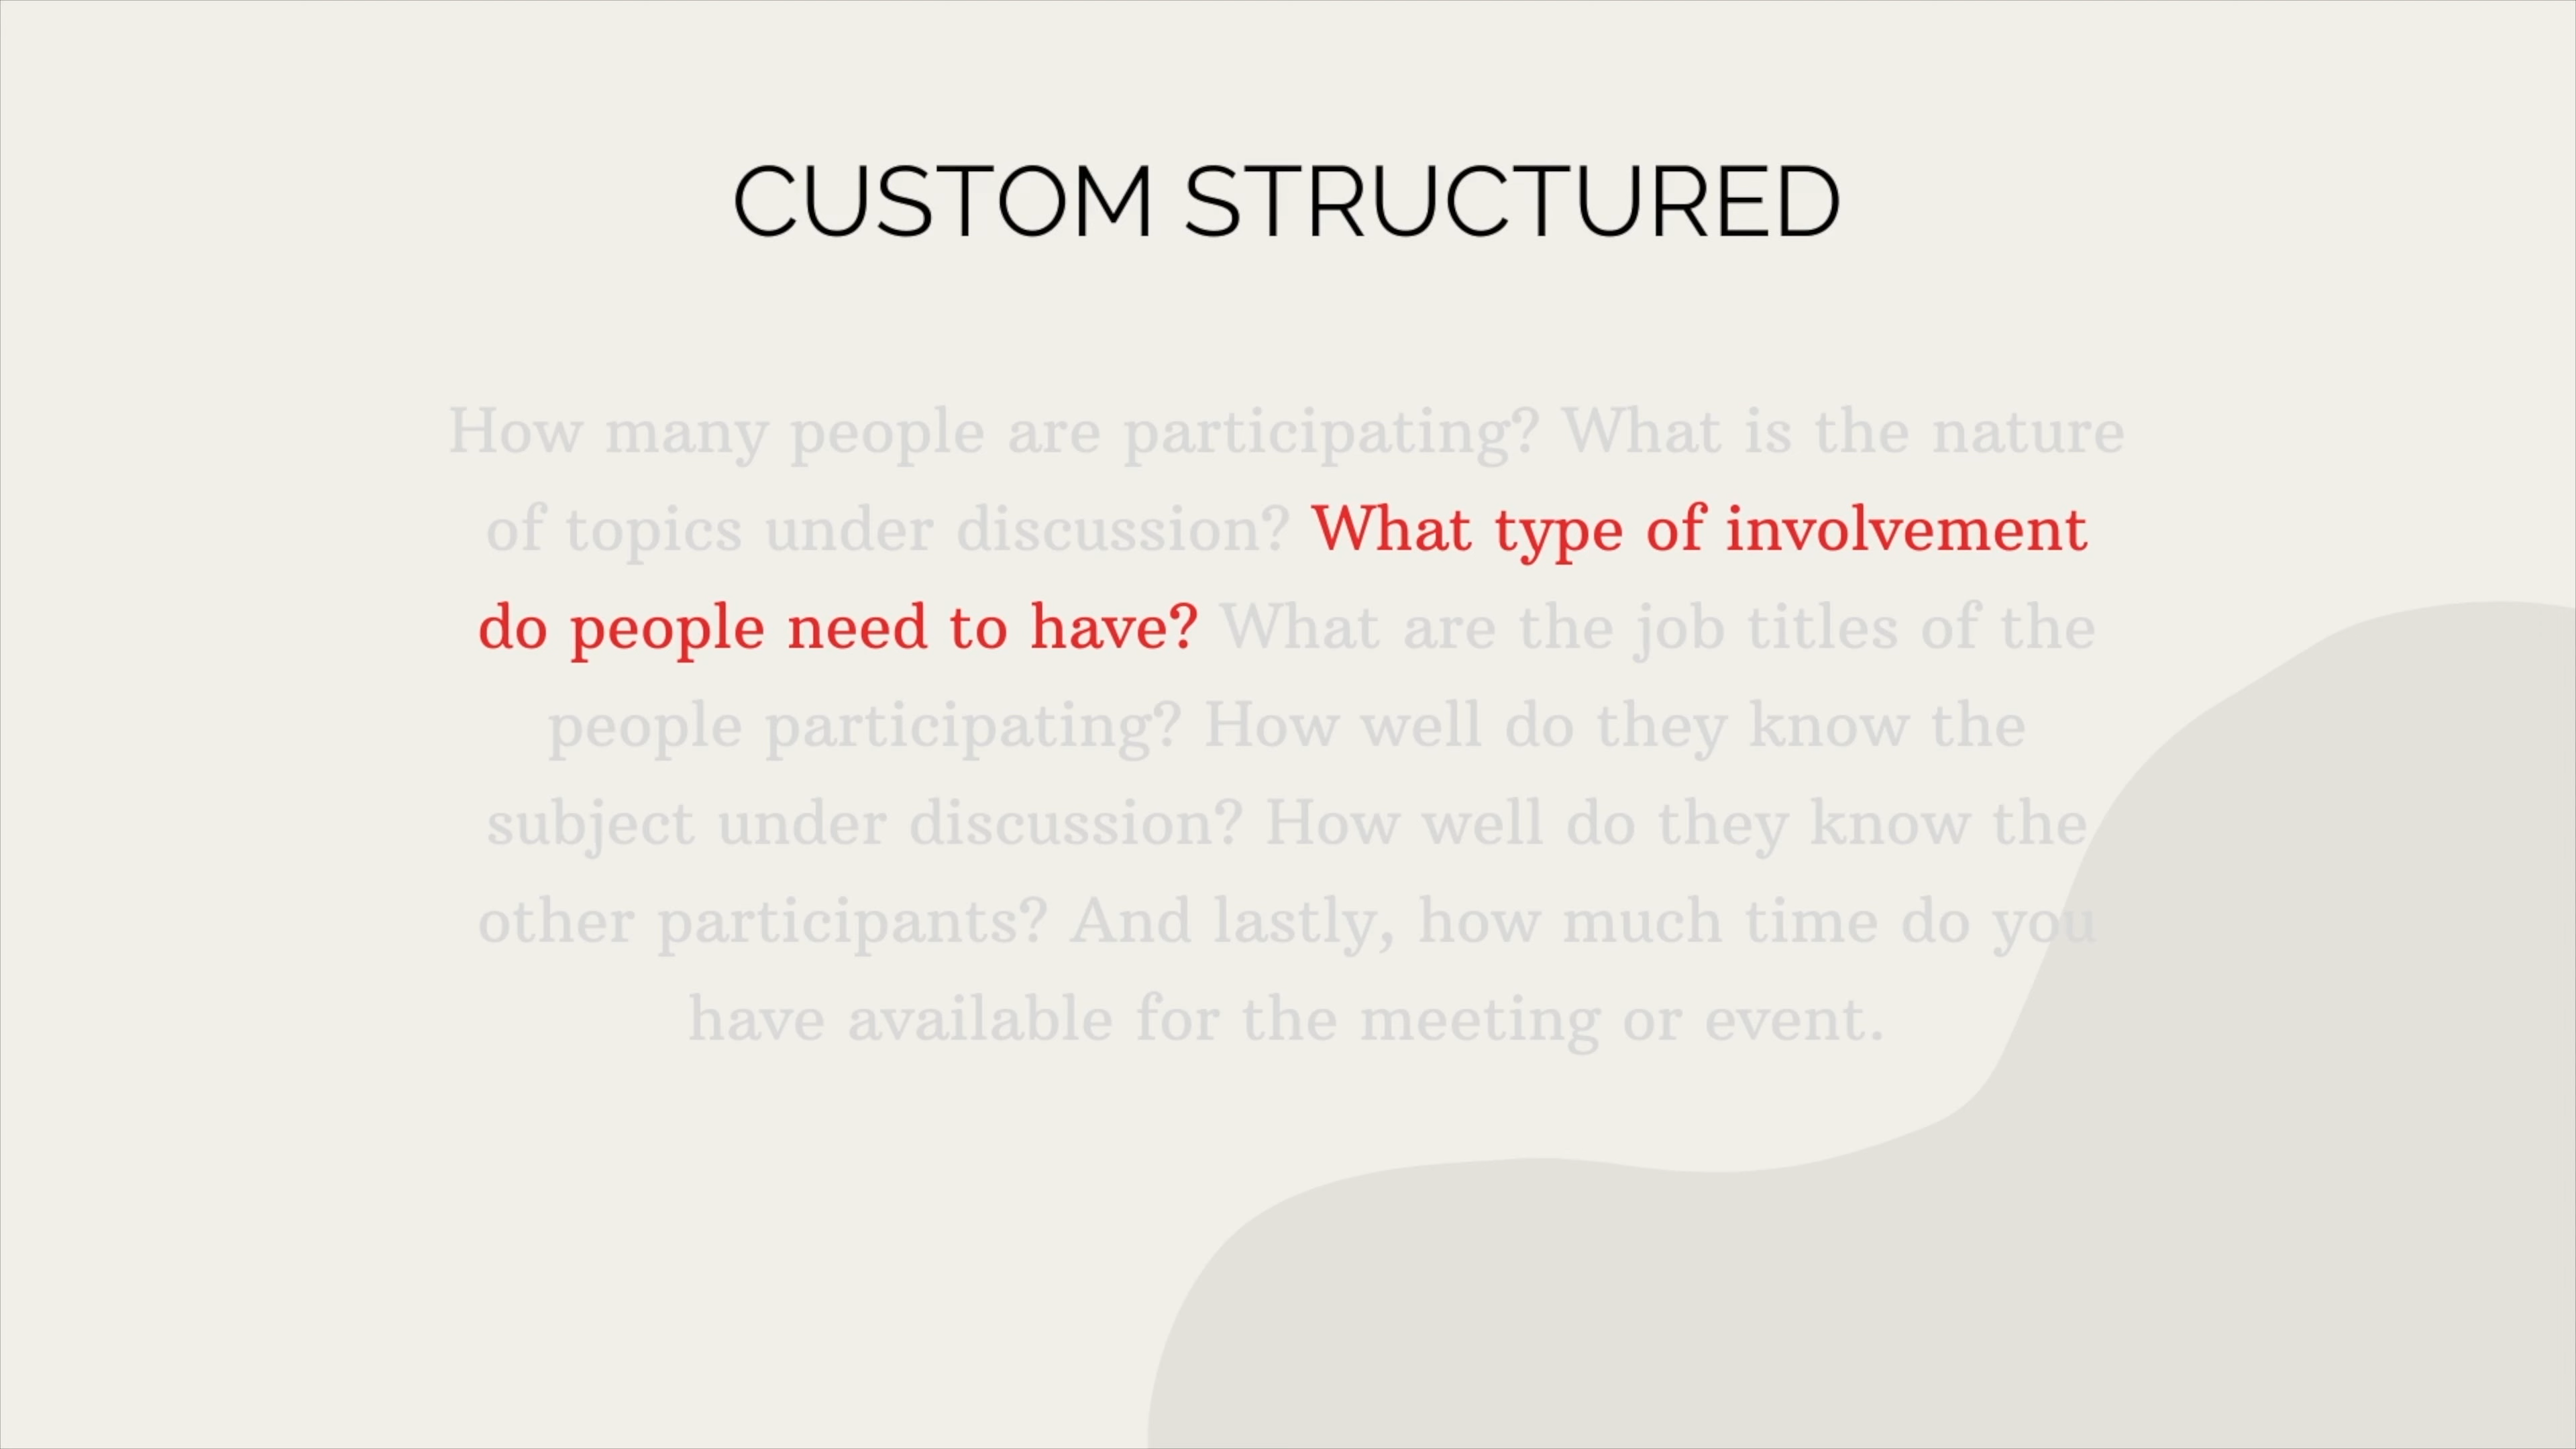 CUSTOM STRUCTURED
How many people are participating? What is the nature
of topics under discussion? What type of involvement
do people need to have? What are the job titles of the
people participating? How well do they know the
subject under discussion? How well do they know the
other participants? And lastly, how much time do you
have available for the meeting or event.